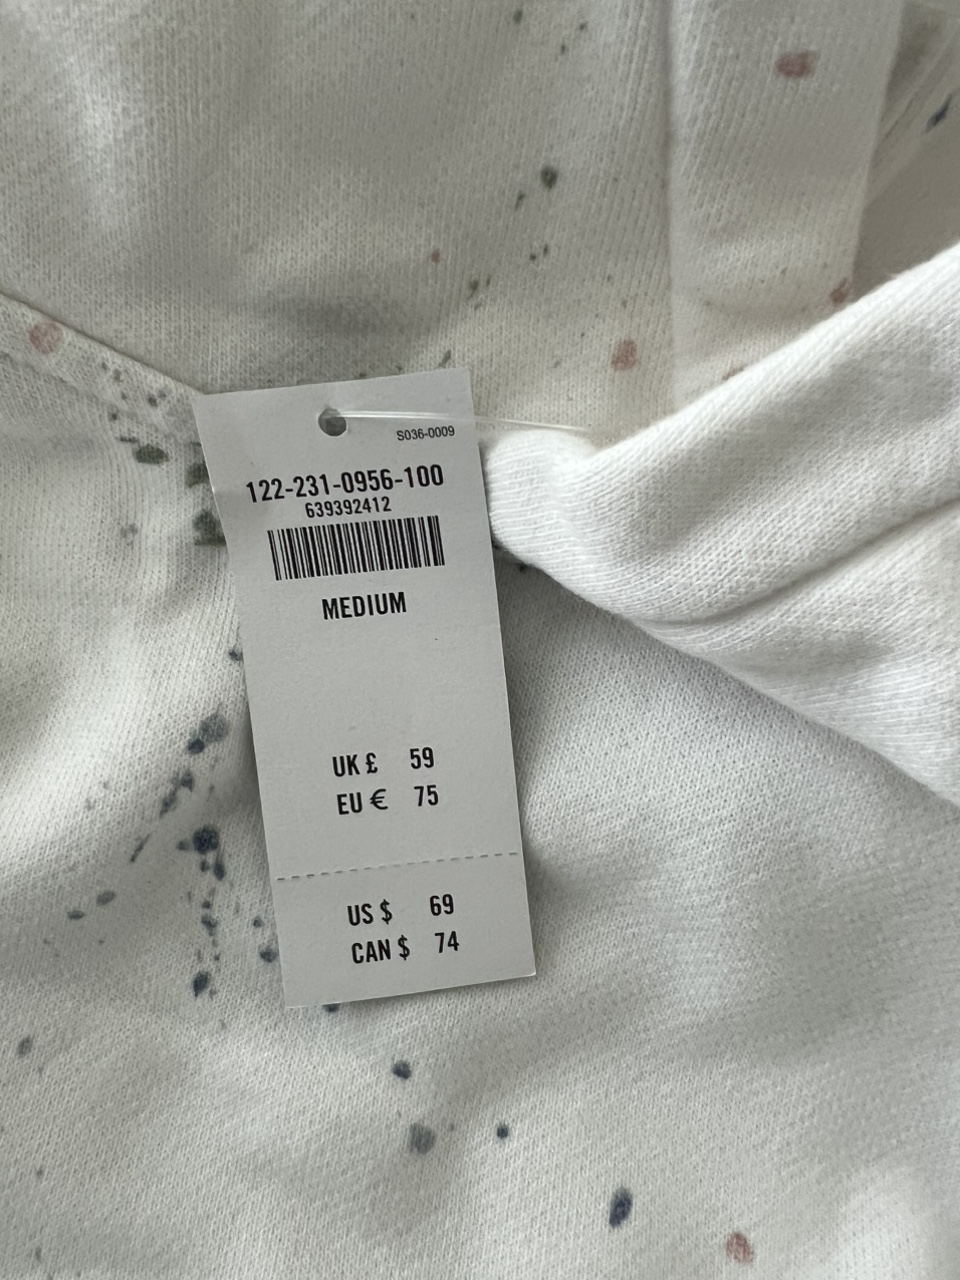 S036-0009
122-231-0956-100
639392412
MEDIUM
UK £ 59
EU € 75
US $ 69
CAN $ 74